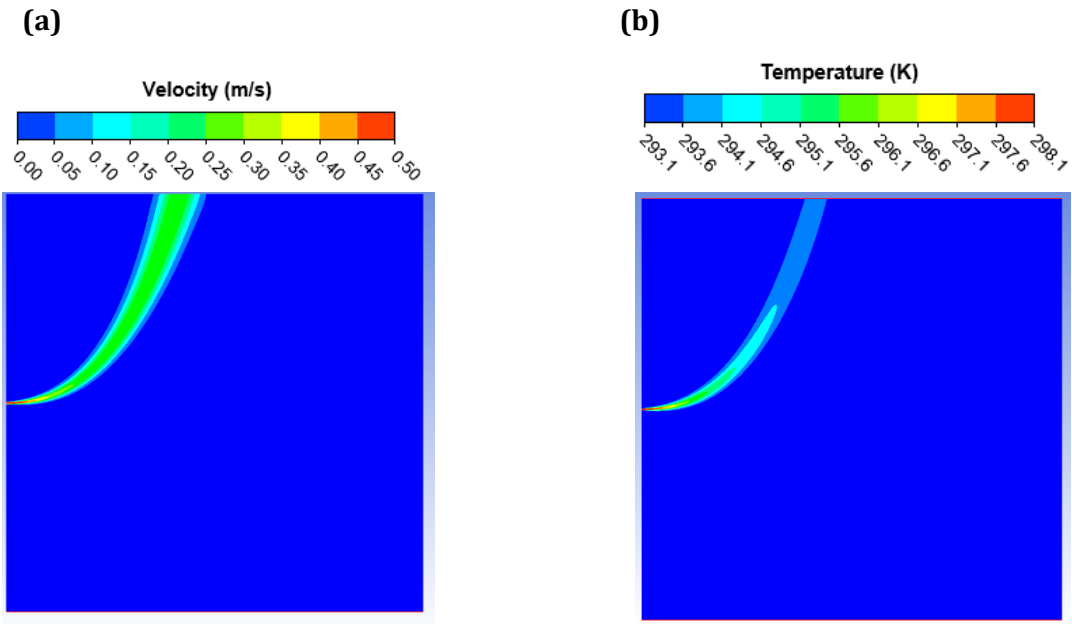 (a)
(b)
Velocity (m/s)
0.00 0.05 0.10 0.15 0.20 0.25 0.30 0.35 0.40 0.45 0.50
Temperature (K)
293.1 293.6 294.1 294.6 295.1 295.6 296.1 296.6 297.1 297.6 298.1